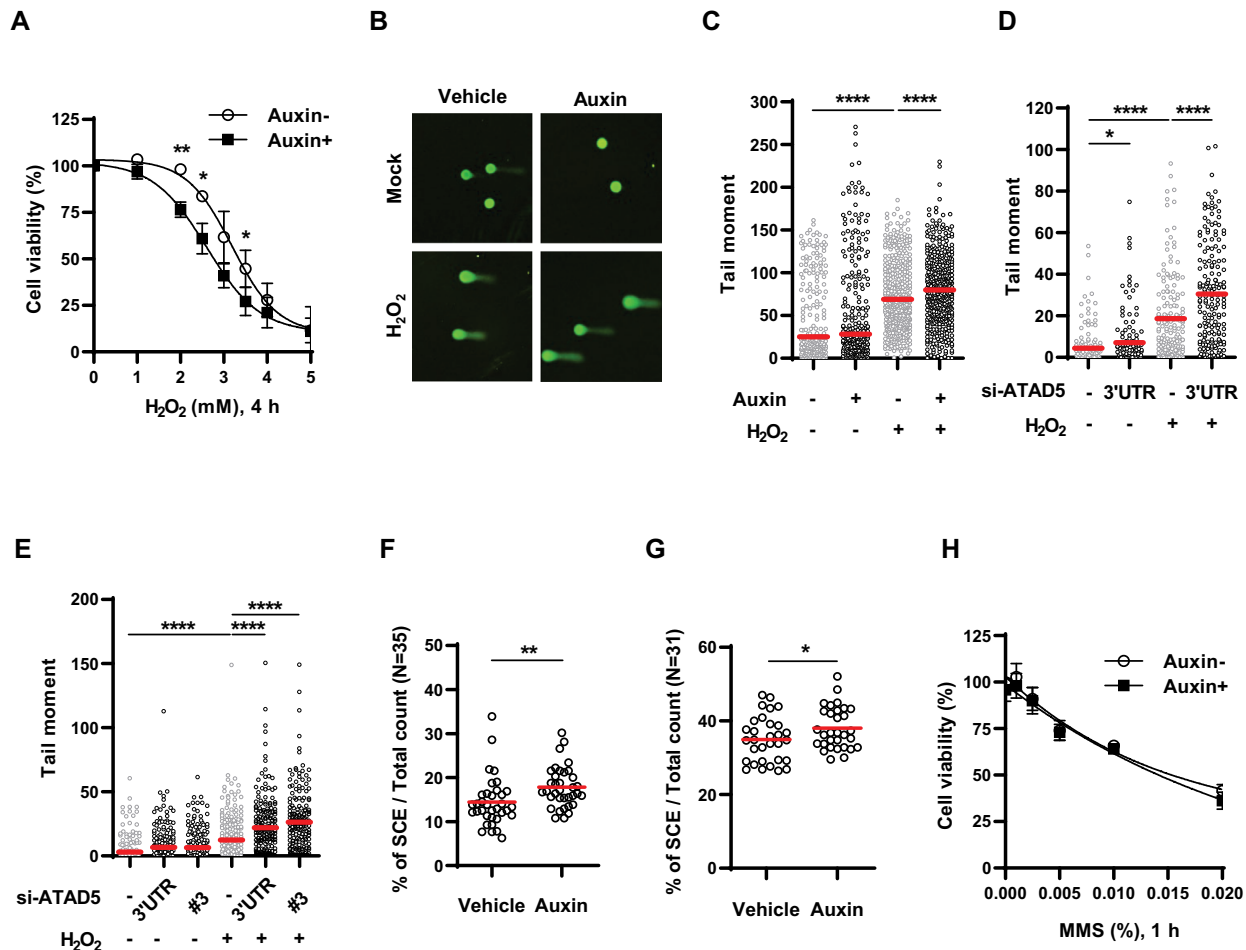 A
Auxin-
Auxin+
**
*
*
Cell viability (%)
125
100
75
50
25
0
0 1 2 3 4 5
H₂O₂ (mM), 4 h
B
Vehicle Auxin
Mock
H₂O₂
C
**** ****
Tail moment
300
250
200
150
100
50
0
Auxin - + - +
H₂O₂ - - + +
D
**** ****
*
Tail moment
120
100
80
60
40
20
0
si-ATAD5 - 3'UTR - 3'UTR
H₂O₂ - - + +
E
****
**** ****
Tail moment
200
150
100
50
0
si-ATAD5 - 3'UTR #3 - 3'UTR #3
H₂O₂ - - - + + +
F
**
% of SCE / Total count (N=35)
50
40
30
20
10
0
Vehicle Auxin
G
*
% of SCE / Total count (N=31)
60
40
20
0
Vehicle Auxin
H
Auxin-
Auxin+
Cell viability (%)
125
100
75
50
25
0
0.000 0.005 0.010 0.015 0.020
MMS (%), 1 h